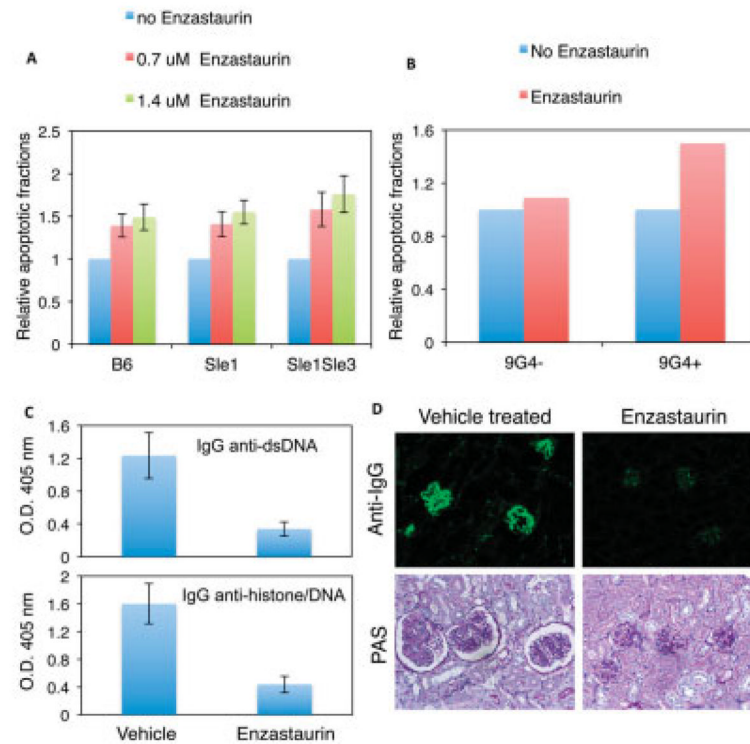 A
no Enzastaurin
0.7 uM Enzastaurin
1.4 uM Enzastaurin
Relative apoptotic fractions
2.5
2
1.5
1
0.5
0
B6 Sle1 Sle1Sle3
B
No Enzastaurin
Enzastaurin
Relative apoptotic fractions
1.6
1.2
0.8
0.4
0
9G4- 9G4+
C
O.D. 405 nm
1.6
1.2
0.8
0.4
0
IgG anti-dsDNA
O.D. 405 nm
2
1.6
1.2
0.8
0.4
0
IgG anti-histone/DNA
Vehicle Enzastaurin
D
Vehicle treated Enzastaurin
Anti-IgG
PAS